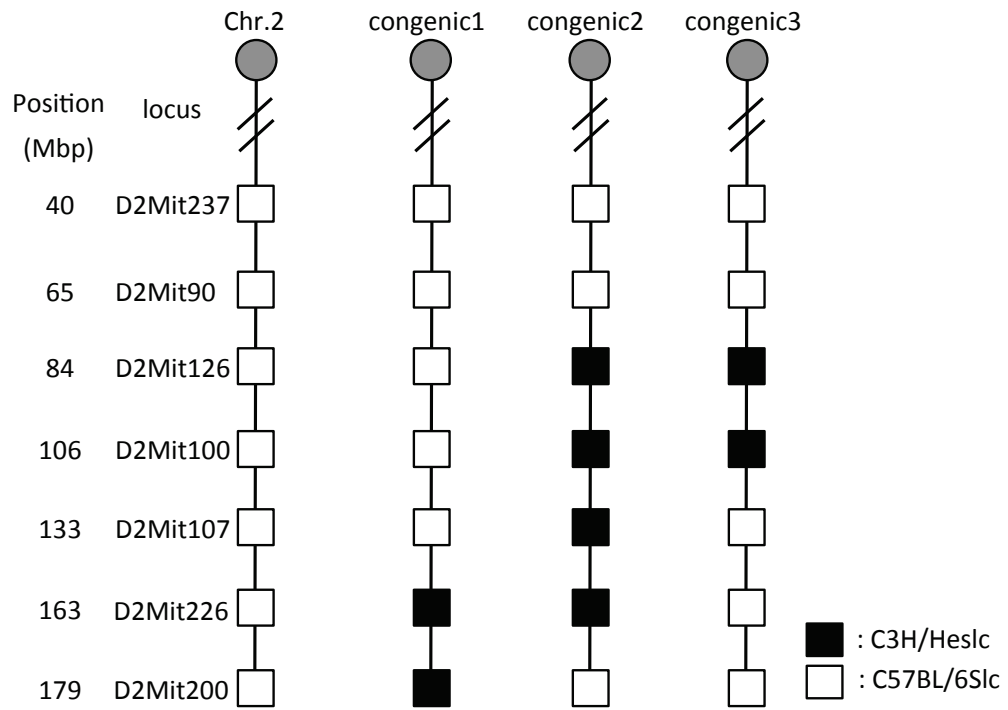 Chr.2 congenic1 congenic2 congenic3
Position locus
(Mbp)
40 D2Mit237
65 D2Mit90
84 D2Mit126
106 D2Mit100
133 D2Mit107
163 D2Mit226
179 D2Mit200
: C3H/Heslc
: C57BL/6Slc